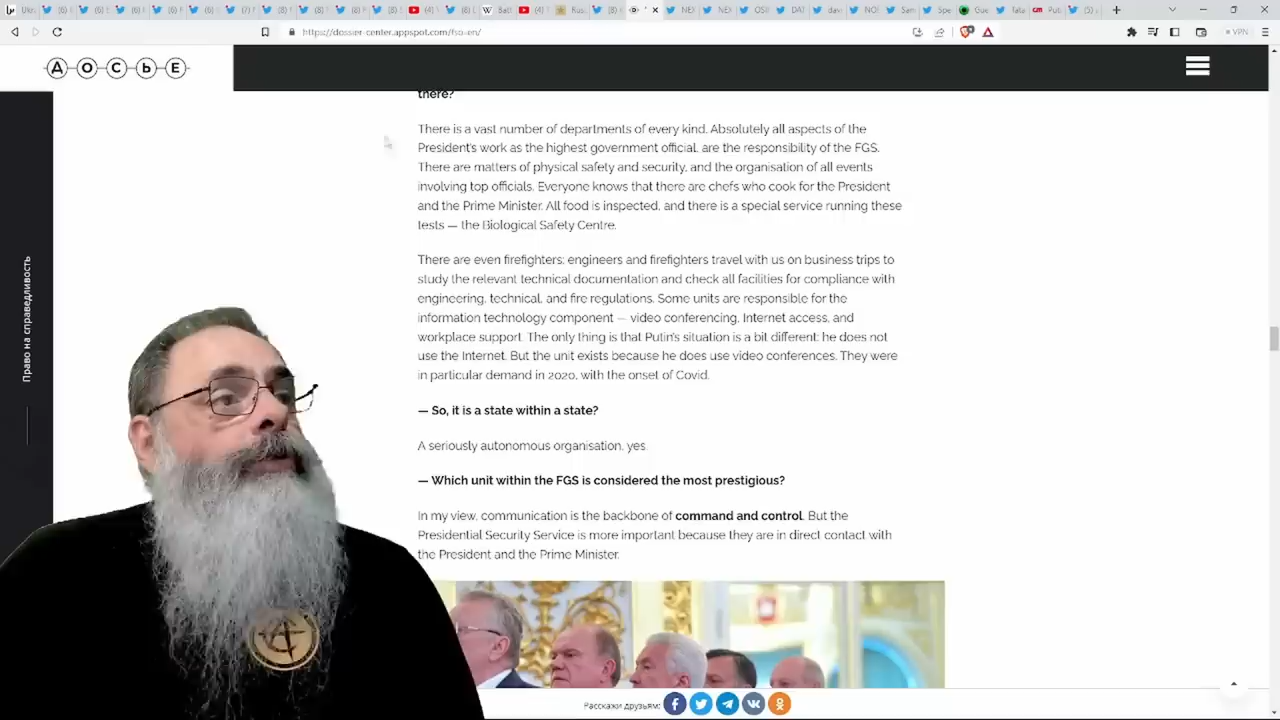 https://dossier-center.appspot.com/fso-en/
VPN
ДОСЬЕ
there?
There is a vast number of departments of every kind. Absolutely all aspects of the
President's work as the highest government official, are the responsibility of the FGS.
There are matters of physical safety and security, and the organisation of all events
involving top officials. Everyone knows that there are chefs who cook for the President
and the Prime Minister. All food is inspected, and there is a special service running these
tests — the Biological Safety Centre.
There are even firefighters: engineers and firefighters travel with us on business trips to
study the relevant technical documentation and check all facilities for compliance with
engineering, technical, and fire regulations. Some units are responsible for the
information technology component — video conferencing, Internet access, and
workplace support. The only thing is that Putin's situation is a bit different: he does not
use the Internet. But the unit exists because he does use video conferences. They were
in particular demand in 2020, with the onset of Covid.
— So, it is a state within a state?
A seriously autonomous organisation, yes.
— Which unit within the FGS is considered the most prestigious?
In my view, communication is the backbone of command and control. But the
Presidential Security Service is more important because they are in direct contact with
the President and the Prime Minister.
Право на справедливость
Расскажи друзьям: